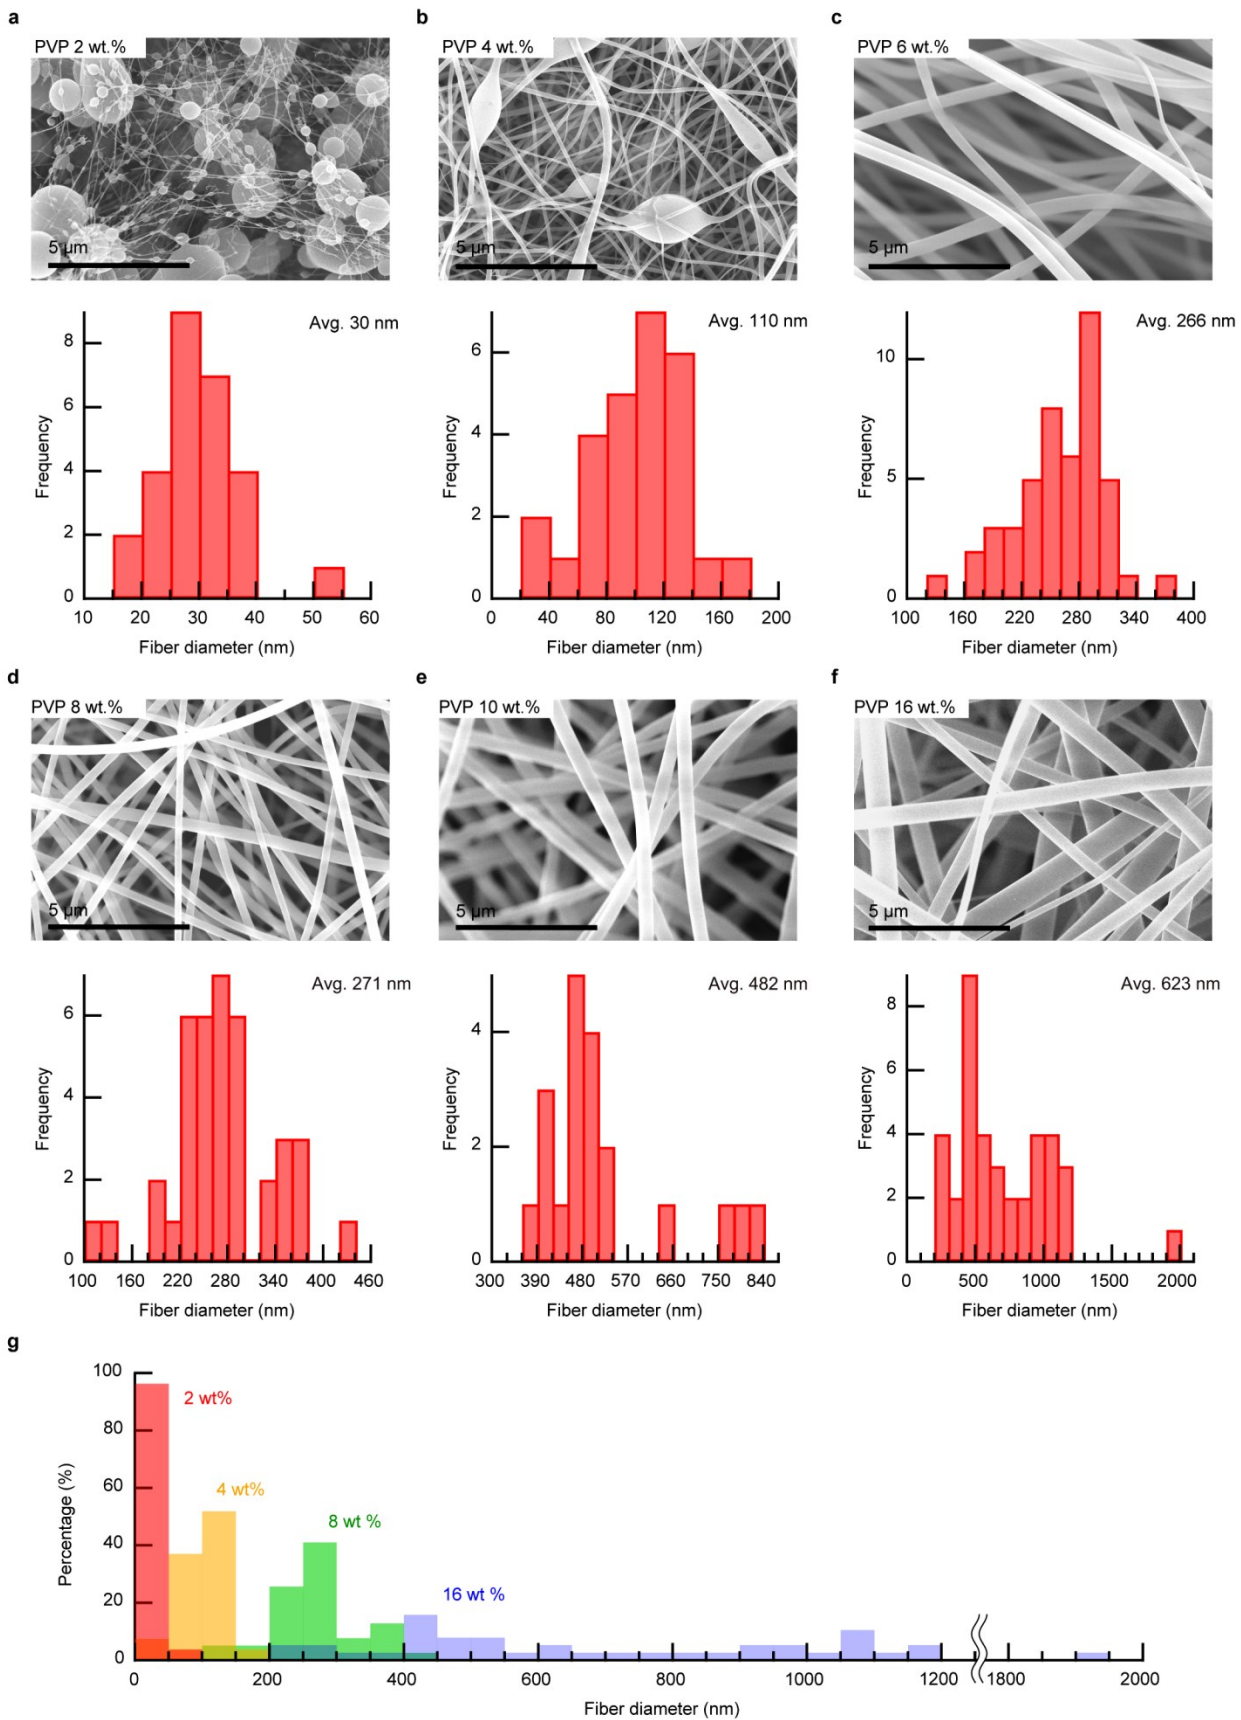 a
PVP 2 wt.%
5 µm
b
PVP 4 wt.%
5 µm
c
PVP 6 wt.%
5 µm
Avg. 30 nm
8
6
4
2
0
Frequency
10 20 30 40 50 60
Fiber diameter (nm)
Avg. 110 nm
6
4
2
0
Frequency
0 40 80 120 160 200
Fiber diameter (nm)
Avg. 266 nm
10
5
0
Frequency
100 160 220 280 340 400
Fiber diameter (nm)
d
PVP 8 wt.%
5 µm
e
PVP 10 wt.%
5 µm
f
PVP 16 wt.%
5 µm
Avg. 271 nm
6
4
2
0
Frequency
100 160 220 280 340 400 460
Fiber diameter (nm)
Avg. 482 nm
4
2
0
Frequency
300 390 480 570 660 750 840
Fiber diameter (nm)
Avg. 623 nm
8
6
4
2
0
Frequency
0 500 1000 1500 2000
Fiber diameter (nm)
g
100
80
60
40
20
0
Percentage (%)
2 wt%
4 wt%
8 wt %
16 wt %
0 200 400 600 800 1000 1200 1800 2000
Fiber diameter (nm)